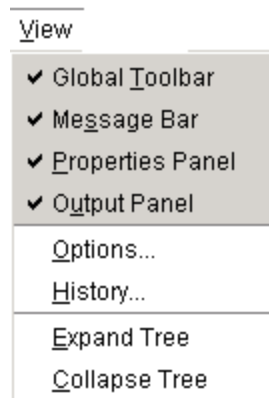 View
Global Toolbar
Message Bar
Properties Panel
Output Panel
Options...
History...
Expand Tree
Collapse Tree